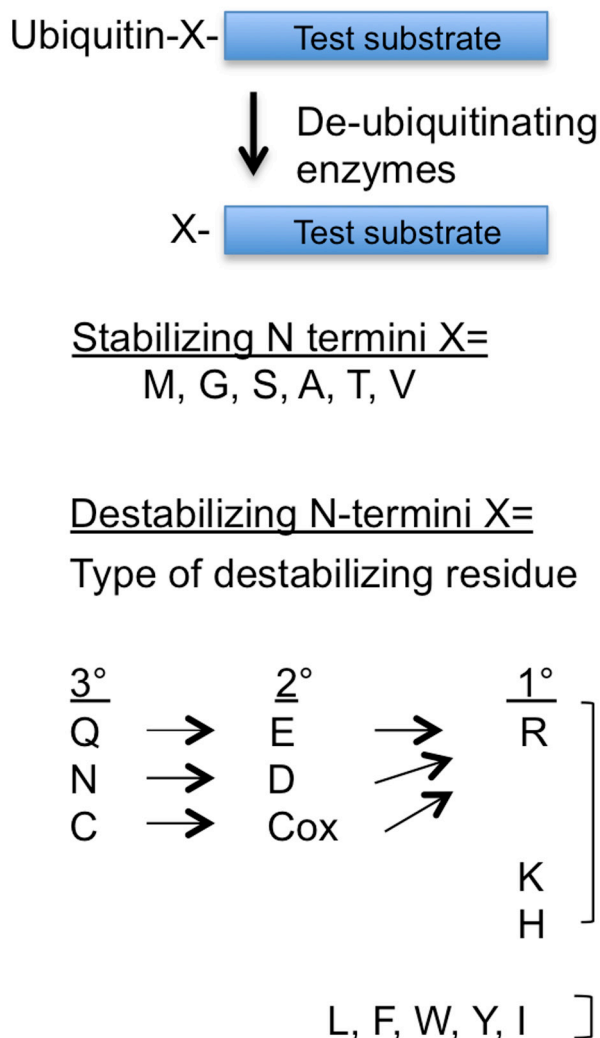 Ubiquitin-X- Test substrate
De-ubiquitinating
enzymes
X- Test substrate
Stabilizing N termini X=
M, G, S, A, T, V
Destabilizing N-termini X=
Type of destabilizing residue
3° 2° 1°
Q E R
N D
C Cox
K
H
L, F, W, Y, I